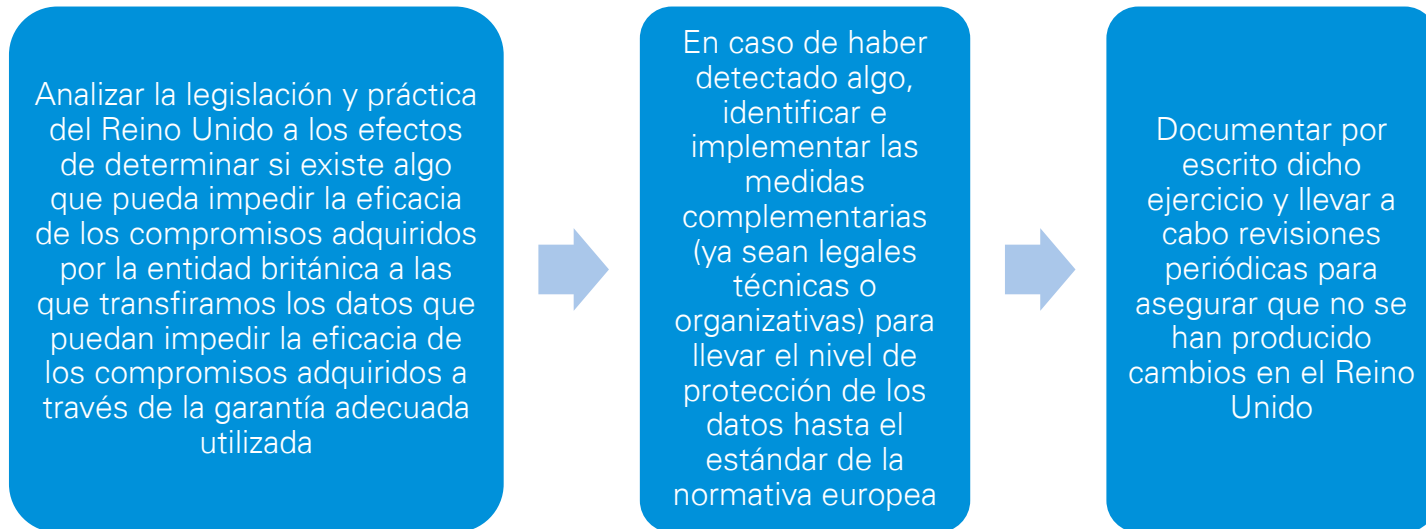 Analizar la legislación y práctica
del Reino Unido a los efectos
de determinar si existe algo
que pueda impedir la eficacia
de los compromisos adquiridos
por la entidad británica a las
que transfiramos los datos que
puedan impedir la eficacia de
los compromisos adquiridos a
través de la garantía adecuada
utilizada
En caso de haber
detectado algo,
identificar e
implementar las
medidas
complementarias
(ya sean legales
técnicas o
organizativas) para
llevar el nivel de
protección de los
datos hasta el
estándar de la
normativa europea
Documentar por
escrito dicho
ejercicio y llevar a
cabo revisiones
periódicas para
asegurar que no se
han producido
cambios en el Reino
Unido